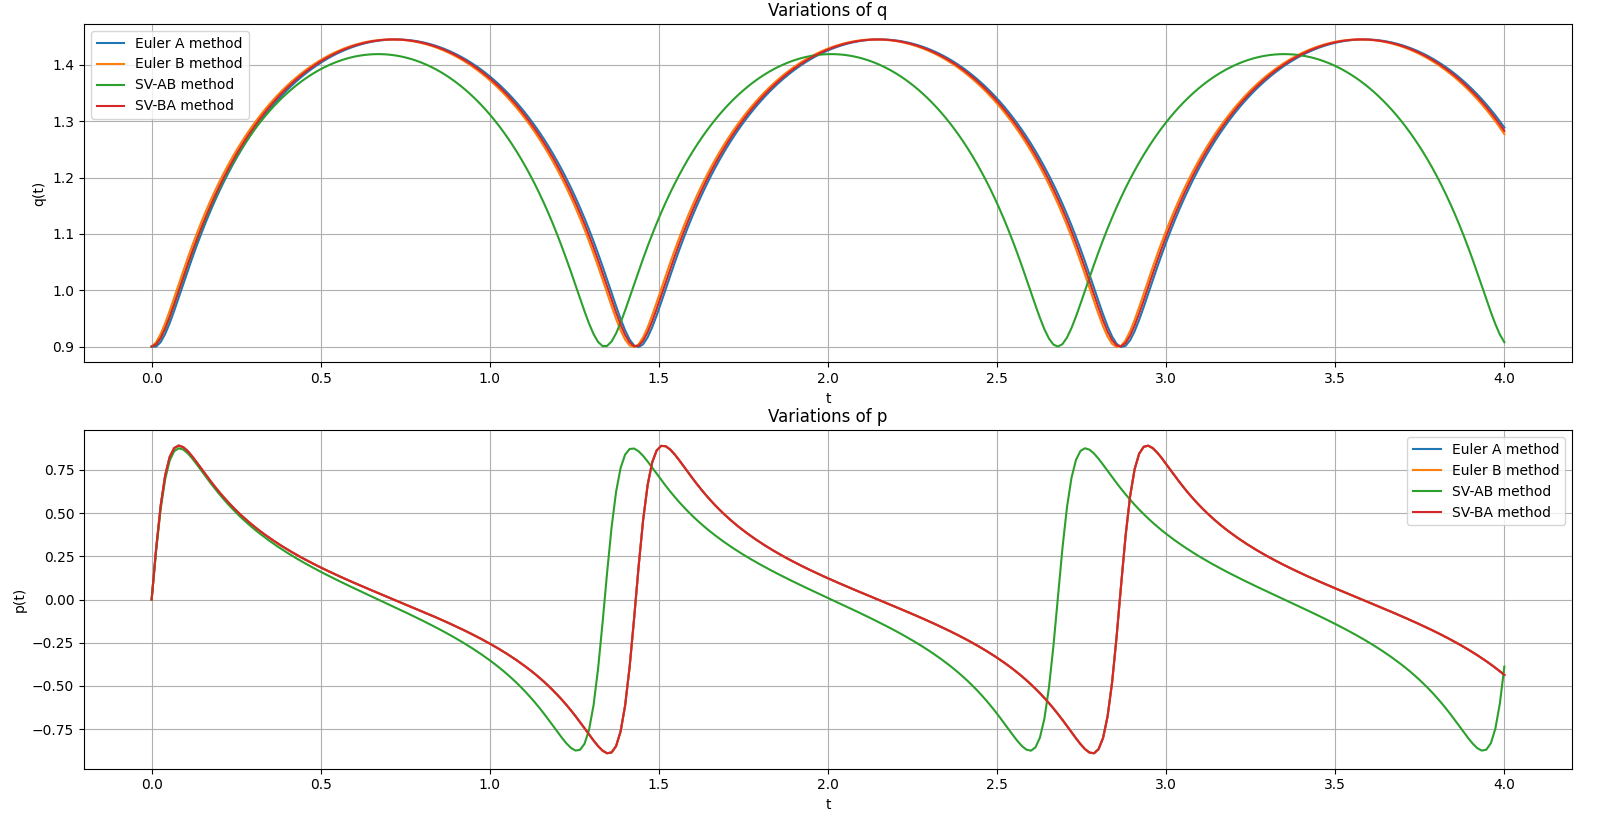 Variations of q
Euler A method
Euler B method
SV-AB method
SV-BA method
q(t)
1.4
1.3
1.2
1.1
1.0
0.9
0.0 0.5 1.0 1.5 2.0 2.5 3.0 3.5 4.0
t
Variations of p
Euler A method
Euler B method
SV-AB method
SV-BA method
p(t)
0.75
0.50
0.25
0.00
−0.25
−0.50
−0.75
0.0 0.5 1.0 1.5 2.0 2.5 3.0 3.5 4.0
t